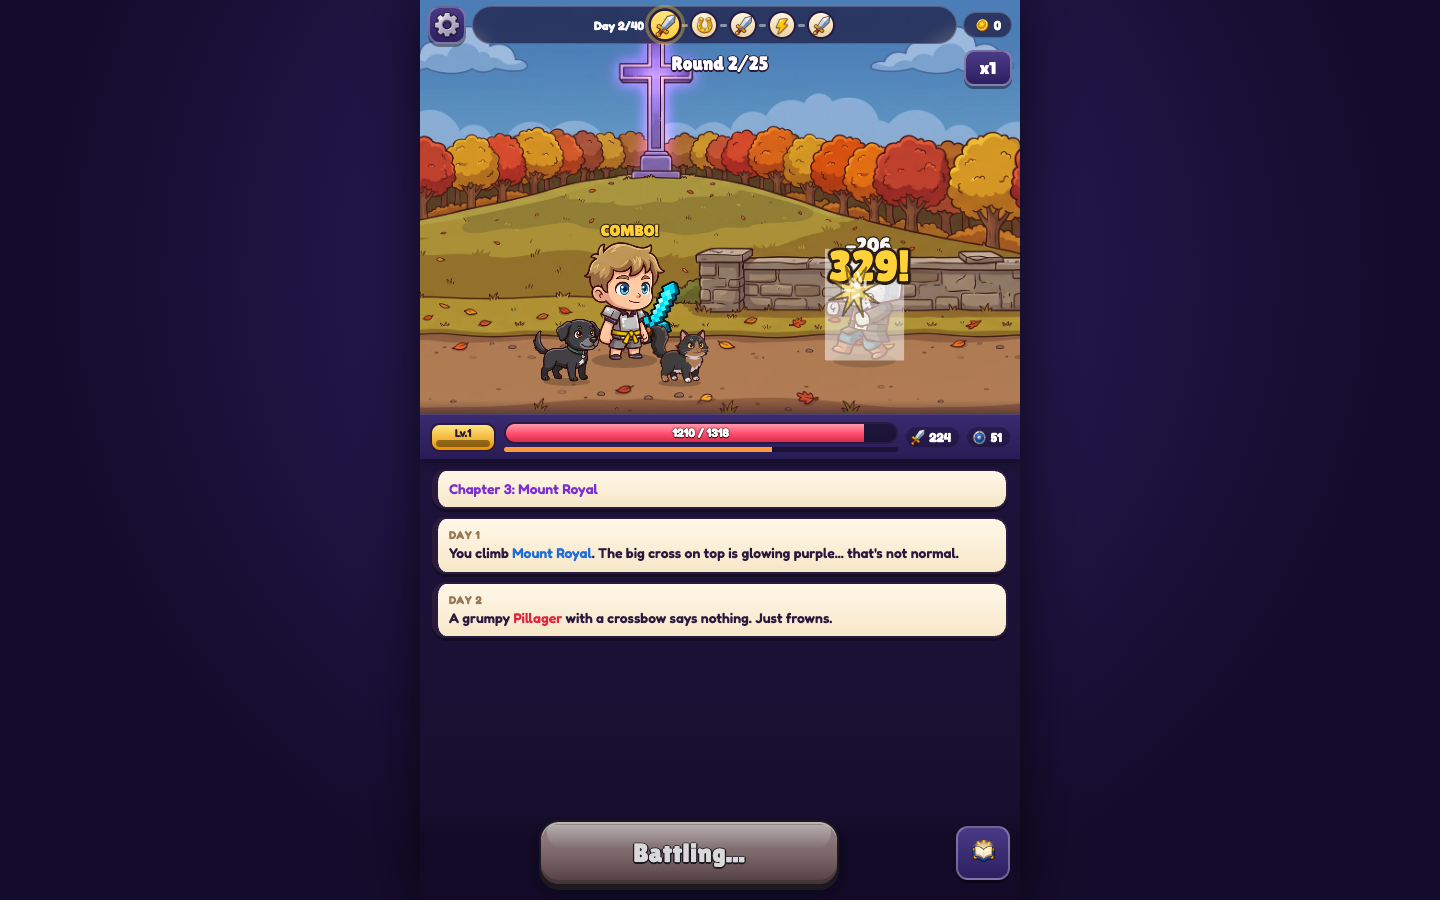 Day 2/40
0
Round 2/25
x1
COMBO!
-206
329!
Lv.1
1210 / 1318
224
51
Chapter 3: Mount Royal
DAY 1
You climb Mount Royal. The big cross on top is glowing purple... that's not normal.
DAY 2
A grumpy Pillager with a crossbow says nothing. Just frowns.
Battling...